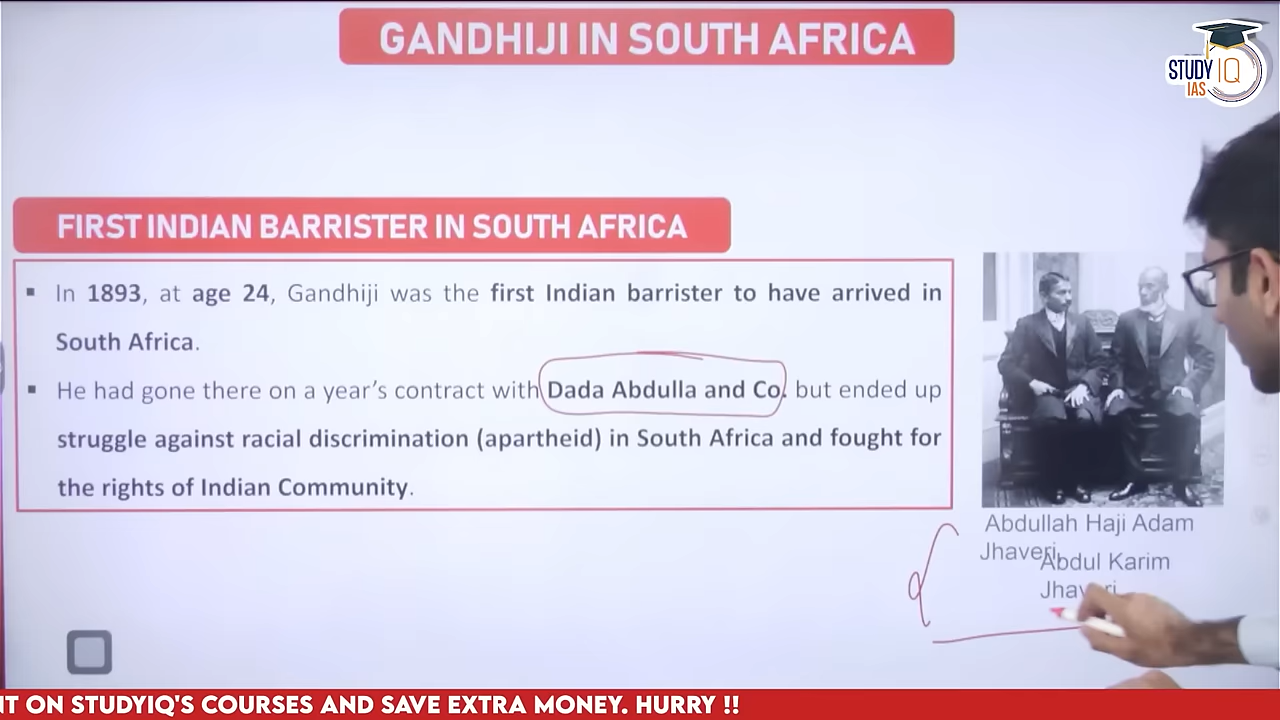 GANDHIJI IN SOUTH AFRICA
STUDY IQ
IAS
FIRST INDIAN BARRISTER IN SOUTH AFRICA
▪ In 1893, at age 24, Gandhiji was the first Indian barrister to have arrived in
South Africa.
▪ He had gone there on a year's contract with Dada Abdulla and Co. but ended up
struggle against racial discrimination (apartheid) in South Africa and fought for
the rights of Indian Community.
Abdullah Haji Adam
Jhaveri
Abdul Karim
Jhaveri
NT ON STUDYIQ'S COURSES AND SAVE EXTRA MONEY. HURRY !!